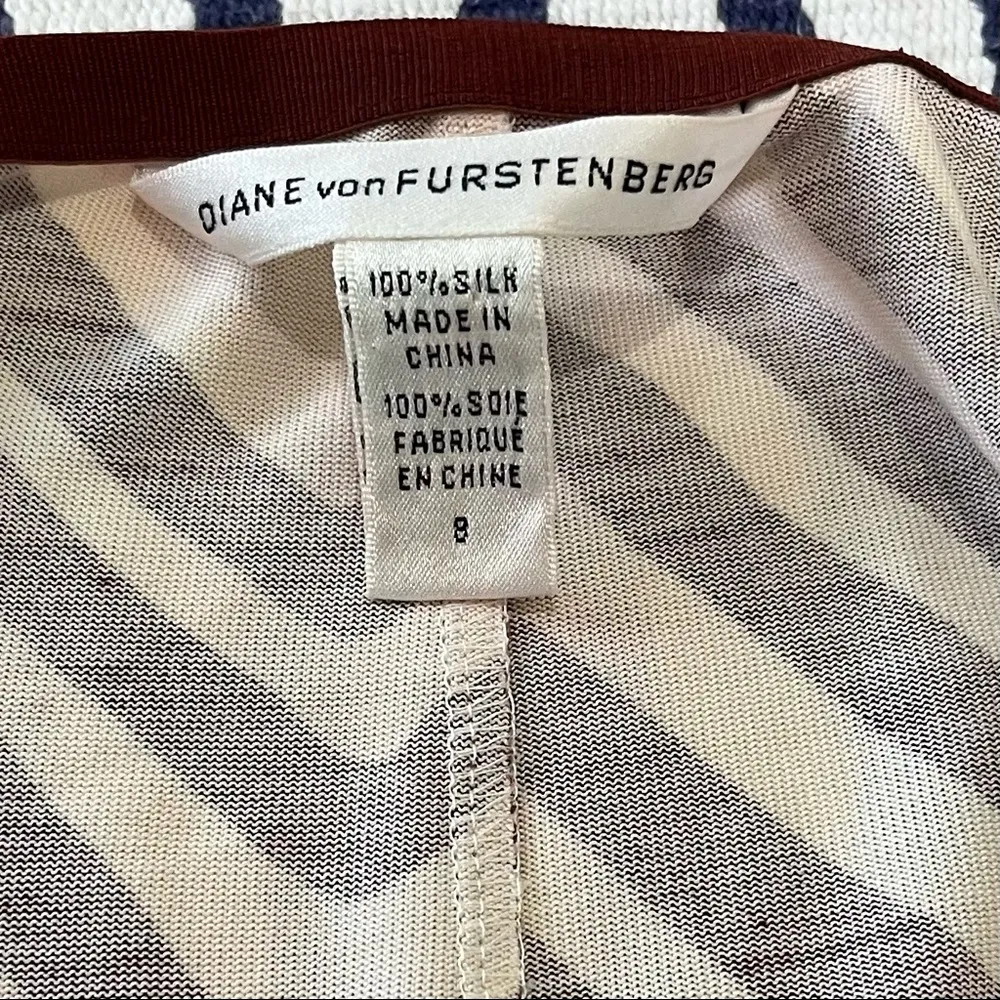 DIANE von FURSTENBERG
100% SILK
MADE IN
CHINA
100% SOIE
FABRIQUÉ
EN CHINE
8